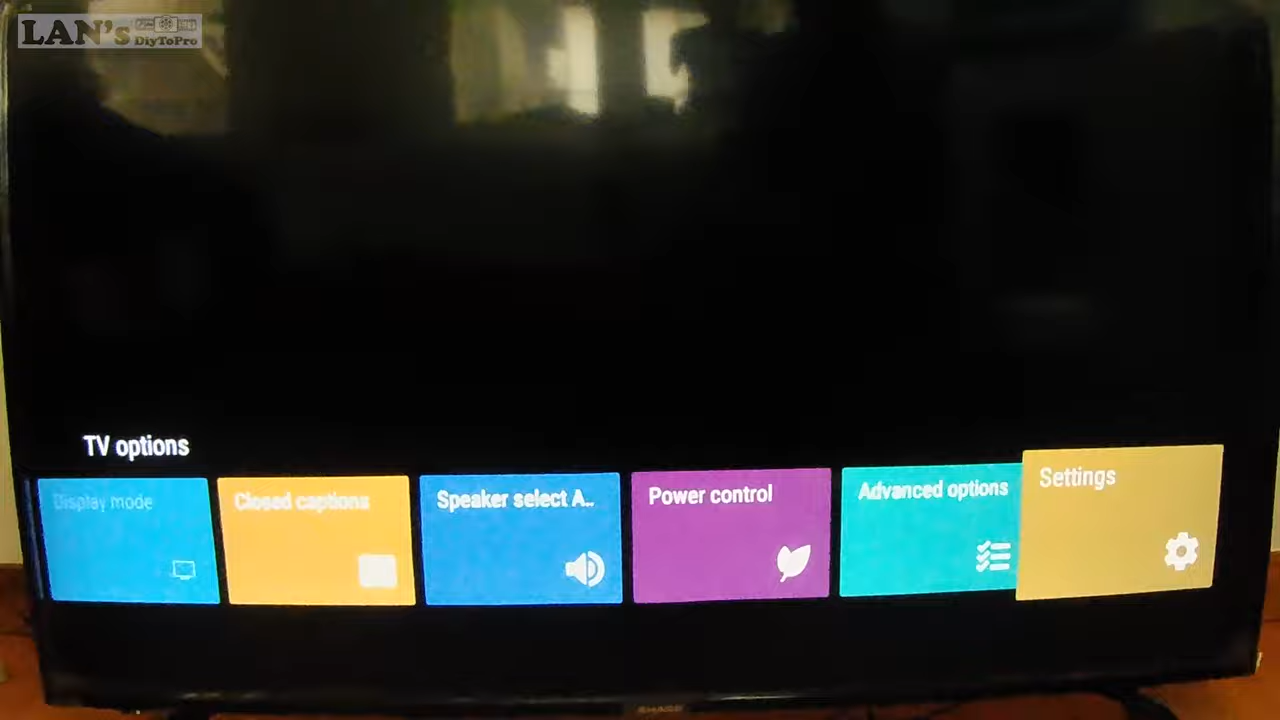 LAN's
DiyToPro
TV options
Display mode
Closed captions
Speaker select A..
Power control
Advanced options
Settings